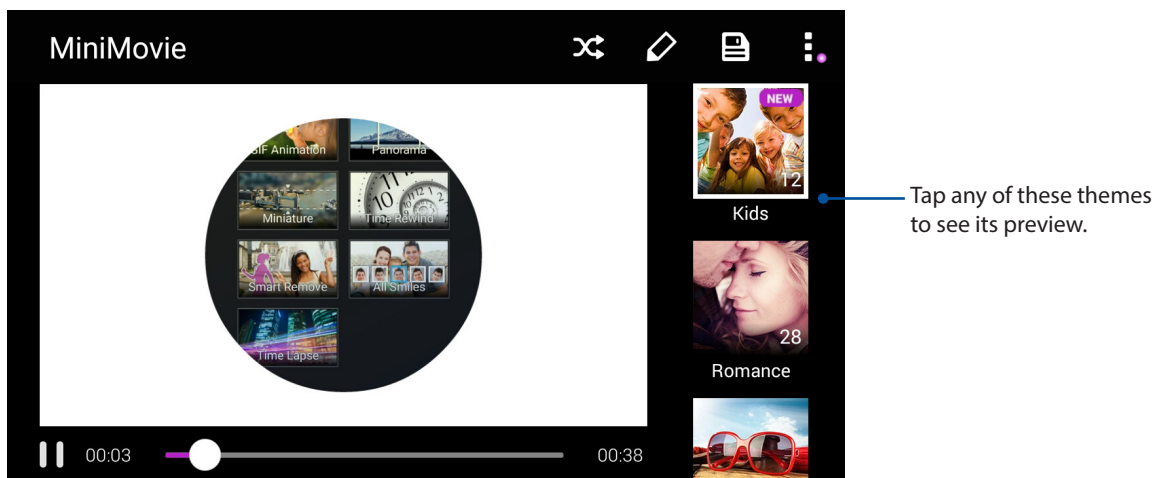 MiniMovie
GIF Animation
Panorama
Miniature
Time Rewind
Smart Remove
All Smiles
Time Lapse
00:03
00:38
NEW
12
Kids
28
Romance
Tap any of these themes
to see its preview.